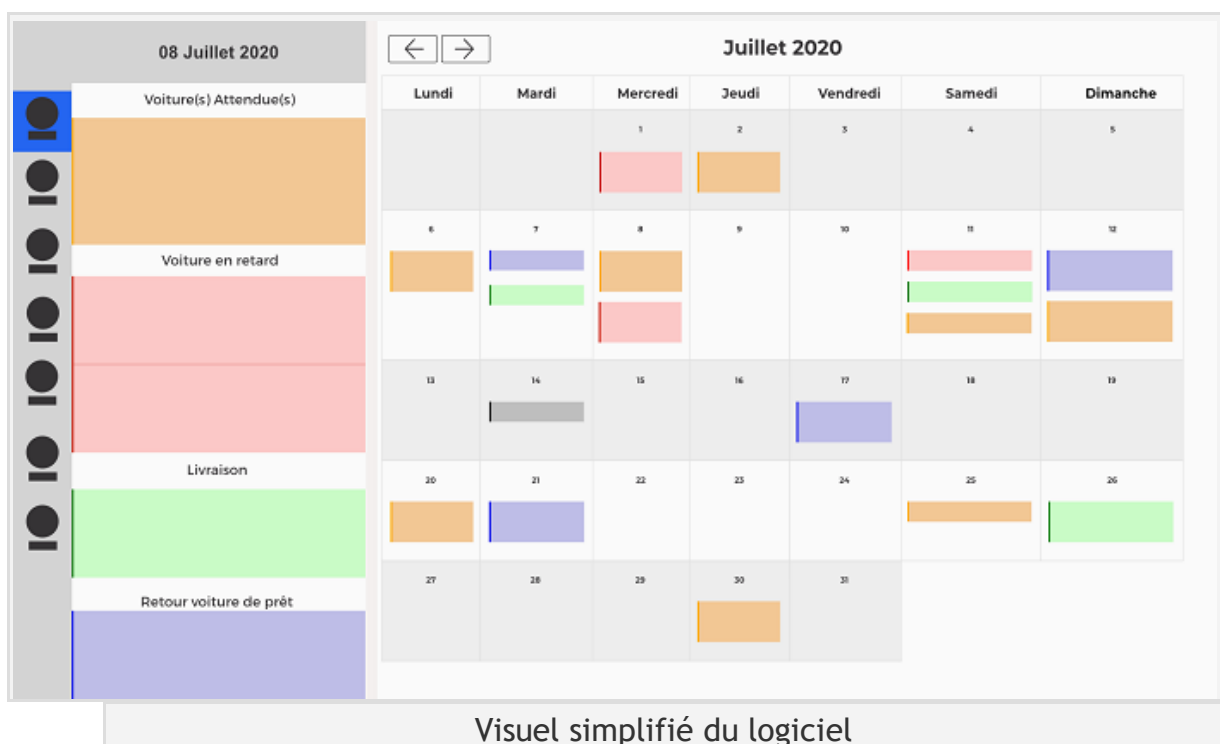 08 Juillet 2020
Voiture(s) Attendue(s)
Voiture en retard
Livraison
Retour voiture de prêt
Juillet 2020
Lundi Mardi Mercredi Jeudi Vendredi Samedi Dimanche
1 2 3 4 5
6 7 8 9 10 11 12
13 14 15 16 17 18 19
20 21 22 23 24 25 26
27 28 29 30 31
Visuel simplifié du logiciel